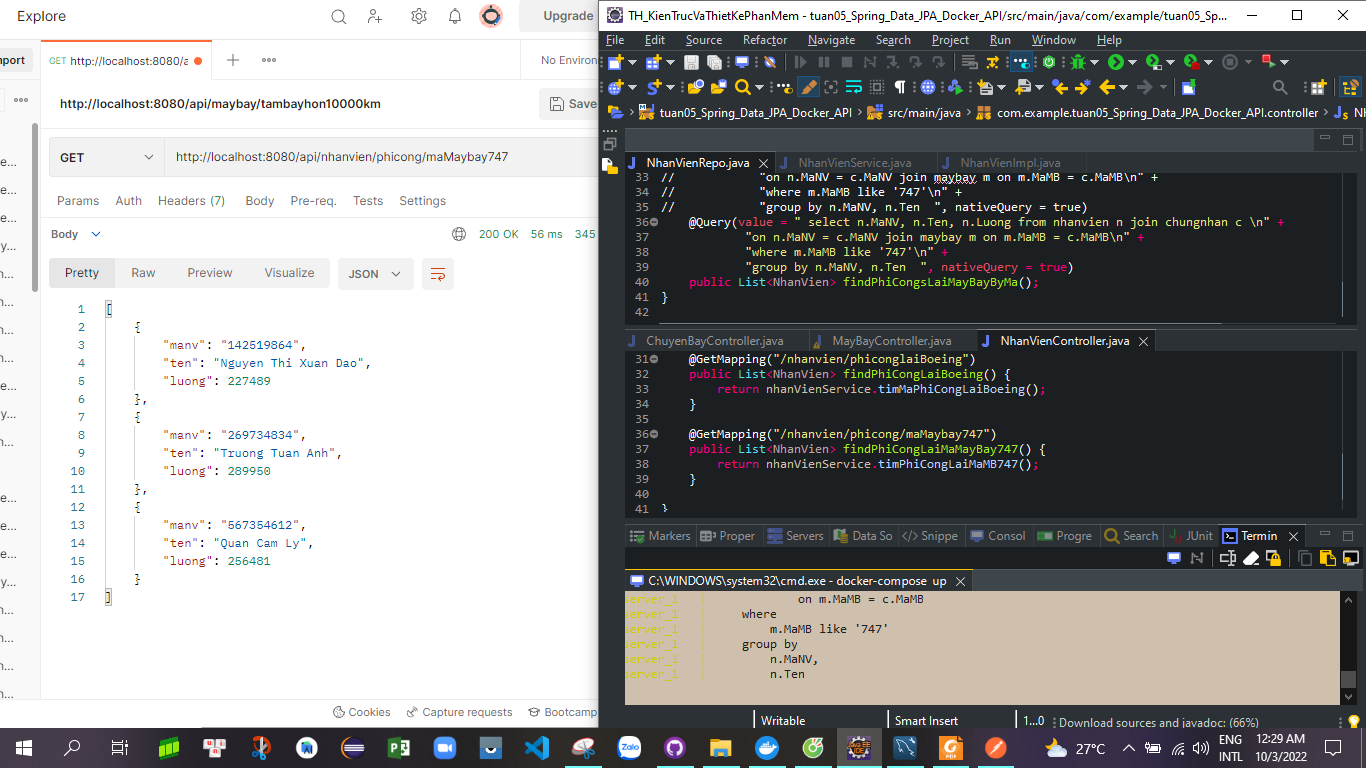 Explore
Upgrade
nport
GET http://localhost:8080/a
No Environ
http://localhost:8080/api/maybay/tambayhon10000km
Save
GET
http://localhost:8080/api/nhanvien/phicong/maMaybay747
Params Auth Headers (7) Body Pre-req. Tests Settings
Body
200 OK 56 ms 345
Pretty Raw Preview Visualize JSON
1 [
2 {
3 "manv": "142519864",
4 "ten": "Nguyen Thi Xuan Dao",
5 "luong": 227489
6 },
7 {
8 "manv": "269734834",
9 "ten": "Truong Tuan Anh",
10 "luong": 289950
11 },
12 {
13 "manv": "567354612",
14 "ten": "Quan Cam Ly",
15 "luong": 256481
16 }
17 ]
Cookies Capture requests Bootcamp
TH_KienTrucVaThietKePhanMem - tuan05_Spring_Data_JPA_Docker_API/src/main/java/com/example/tuan05_Sp...
File Edit Source Refactor Navigate Search Project Run Window Help
tuan05_Spring_Data_JPA_Docker_API src/main/java com.example.tuan05_Spring_Data_JPA_Docker_API.controller
NhanVienRepo.java NhanVienService.java NhanVienImpl.java
33 // "on n.MaNV = c.MaNV join maybay m on m.MaMB = c.MaMB\n" +
34 // "where m.MaMB like '747'\n" +
35 // "group by n.MaNV, n.Ten ", nativeQuery = true)
36 @Query(value = " select n.MaNV, n.Ten, n.Luong from nhanvien n join chungnhan c \n" +
37 "on n.MaNV = c.MaNV join maybay m on m.MaMB = c.MaMB\n" +
38 "where m.MaMB like '747'\n" +
39 "group by n.MaNV, n.Ten ", nativeQuery = true)
40 public List<NhanVien> findPhiCongsLaiMayBayByMa();
41 }
42
ChuyenBayController.java MayBayController.java NhanVienController.java
31 @GetMapping("/nhanvien/phiconglaiBoeing")
32 public List<NhanVien> findPhiCongLaiBoeing() {
33 return nhanVienService.timMaPhiCongLaiBoeing();
34 }
35
36 @GetMapping("/nhanvien/phicong/maMaybay747")
37 public List<NhanVien> findPhiCongLaiMaMayBay747() {
38 return nhanVienService.timPhiCongLaiMaMB747();
39 }
40
41 }
Markers Proper Servers Data So Snippe Consol Progre Search JUnit Termin
C:\WINDOWS\system32\cmd.exe - docker-compose up
server_1 | on m.MaMB = c.MaMB
server_1 | where
server_1 | m.MaMB like '747'
server_1 | group by
server_1 | n.MaNV,
server_1 | n.Ten
Writable Smart Insert 1...0 Download sources and javadoc: (66%)
27°C ENG INTL 12:29 AM 10/3/2022